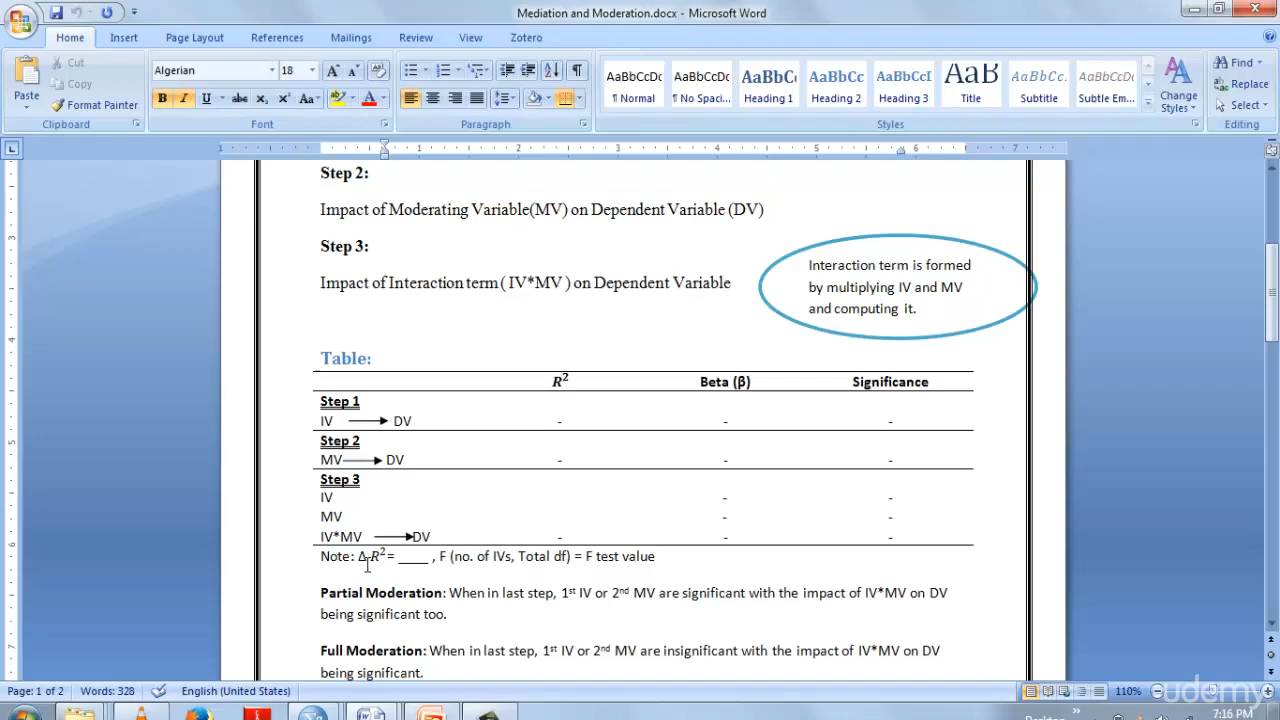 Mediation and Moderation.docx - Microsoft Word
Home Insert Page Layout References Mailings Review View Zotero
Paste
Cut
Copy
Format Painter
Clipboard
Algerian 18
Font
Paragraph
AaBbCcDc AaBbCcDc AaBbC AaBbCc AaBbCcI AaB AaBbCc. AaBbCcDc
¶ Normal ¶ No Spaci... Heading 1 Heading 2 Heading 3 Title Subtitle Subtle Em...
Change Styles
Styles
Find
Replace
Select
Editing
Step 2:
Impact of Moderating Variable(MV) on Dependent Variable (DV)
Step 3:
Impact of Interaction term ( IV*MV ) on Dependent Variable
Interaction term is formed
by multiplying IV and MV
and computing it.
Table:
R² Beta (β) Significance
Step 1
IV ⟶ DV - - -
Step 2
MV ⟶ DV - - -
Step 3
IV - -
MV - -
IV*MV ⟶ DV - - -
Note: Δ R² = ____ , F (no. of IVs, Total df) = F test value
Partial Moderation: When in last step, 1st IV or 2nd MV are significant with the impact of IV*MV on DV
being significant too.
Full Moderation: When in last step, 1st IV or 2nd MV are insignificant with the impact of IV*MV on DV
being significant.
Page: 1 of 2 Words: 328 English (United States) 110%
udemy
Desktop
7:16 PM